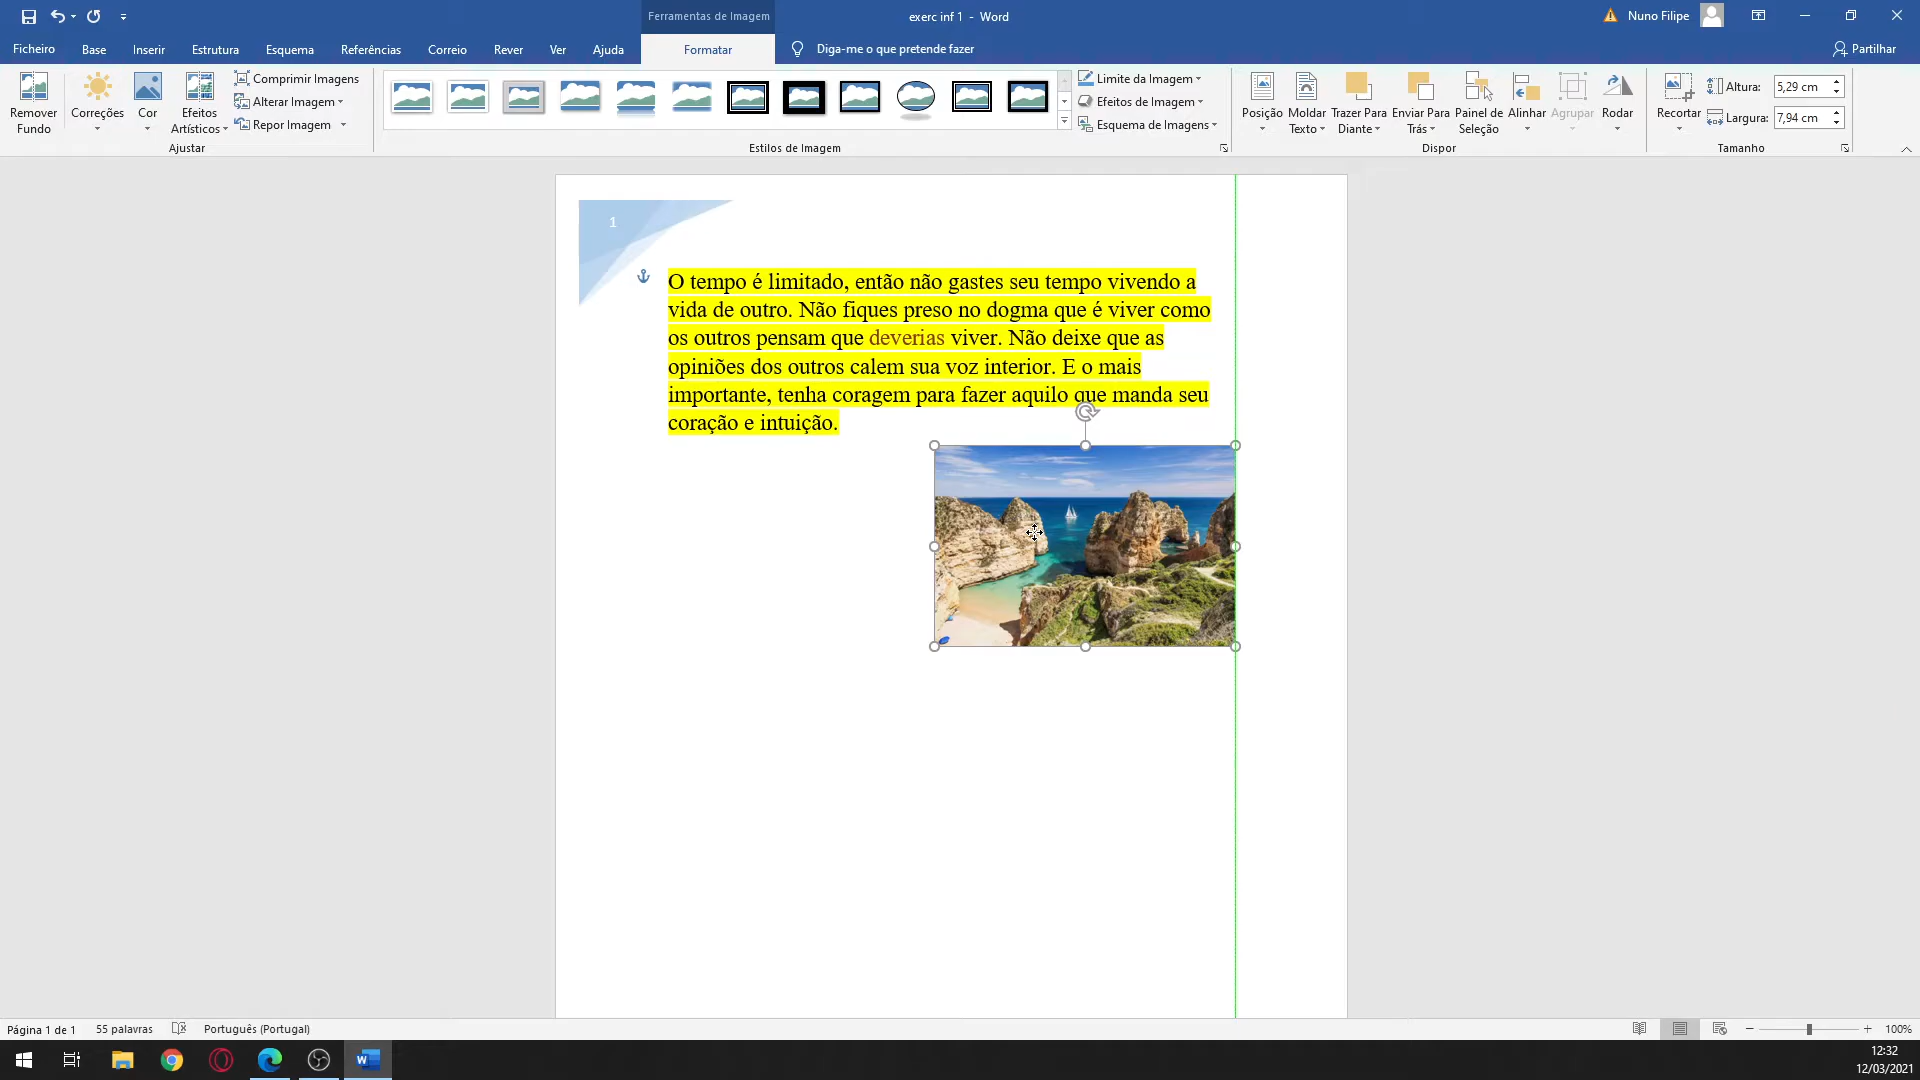 Ferramentas de Imagem
exerc inf 1 - Word
Nuno Filipe
Ficheiro Base Inserir Estrutura Esquema Referências Correio Rever Ver Ajuda Formatar Diga-me o que pretende fazer Partilhar
Remover Fundo
Correções
Cor
Efeitos Artísticos
Comprimir Imagens
Alterar Imagem
Repor Imagem
Ajustar
Estilos de Imagem
Limite da Imagem
Efeitos de Imagem
Esquema de Imagens
Posição
Moldar Texto
Trazer Para Diante
Enviar Para Trás
Painel de Seleção
Alinhar
Agrupar
Rodar
Dispor
Recortar
Altura: 5,29 cm
Largura: 7,94 cm
Tamanho
1
O tempo é limitado, então não gastes seu tempo vivendo a
vida de outro. Não fiques preso no dogma que é viver como
os outros pensam que deverias viver. Não deixe que as
opiniões dos outros calem sua voz interior. E o mais
importante, tenha coragem para fazer aquilo que manda seu
coração e intuição.
Página 1 de 1 55 palavras Português (Portugal) 100%
12:32
12/03/2021